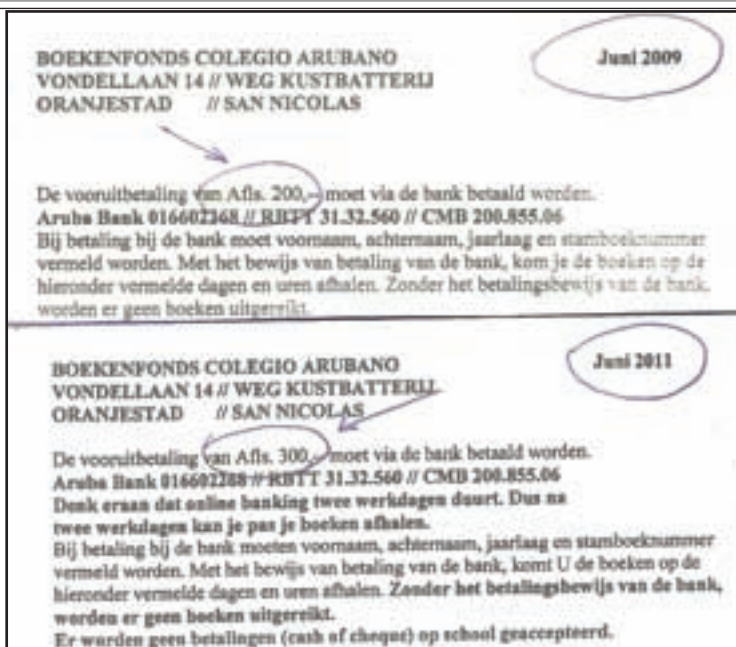 BOEKENFONDS COLEGIO ARUBANO
Juni 2009
VONDELLAAN 14 // WEG KUSTBATTERIJ
ORANJESTAD // SAN NICOLAS
De vooruitbetaling van Afls. 200,-- moet via de bank betaald worden.
Aruba Bank // RBTT 31.32.560 // CMB 200.855.06
Bij betaling bij de bank moet voornaam, achternaam, jaarlaag en stamboeknummer
vermeld worden. Met het bewijs van betaling van de bank, kom je de boeken op de
hieronder vermelde dagen en uren afhalen. Zonder het betalingsbewijs van de bank,
worden er geen boeken uitgereikt.
BOEKENFONDS COLEGIO ARUBANO
Juni 2011
VONDELLAAN 14 // WEG KUSTBATTERIJ
ORANJESTAD // SAN NICOLAS
De vooruitbetaling van Afls. 300,-- moet via de bank betaald worden.
Aruba Bank // RBTT 31.32.560 // CMB 200.855.06
Denk eraan dat online banking twee werkdagen duurt. Dus na
twee werkdagen kan je pas je boeken afhalen.
Bij betaling bij de bank moeten voornaam, achternaam, jaarlaag en stamboeknummer
vermeld worden. Met het bewijs van betaling van de bank, komt U de boeken op de
hieronder vermelde dagen en uren afhalen. Zonder het betalingsbewijs van de bank,
worden er geen boeken uitgereikt.
Er worden geen betalingen (cash of cheque) op school geaccepteerd.